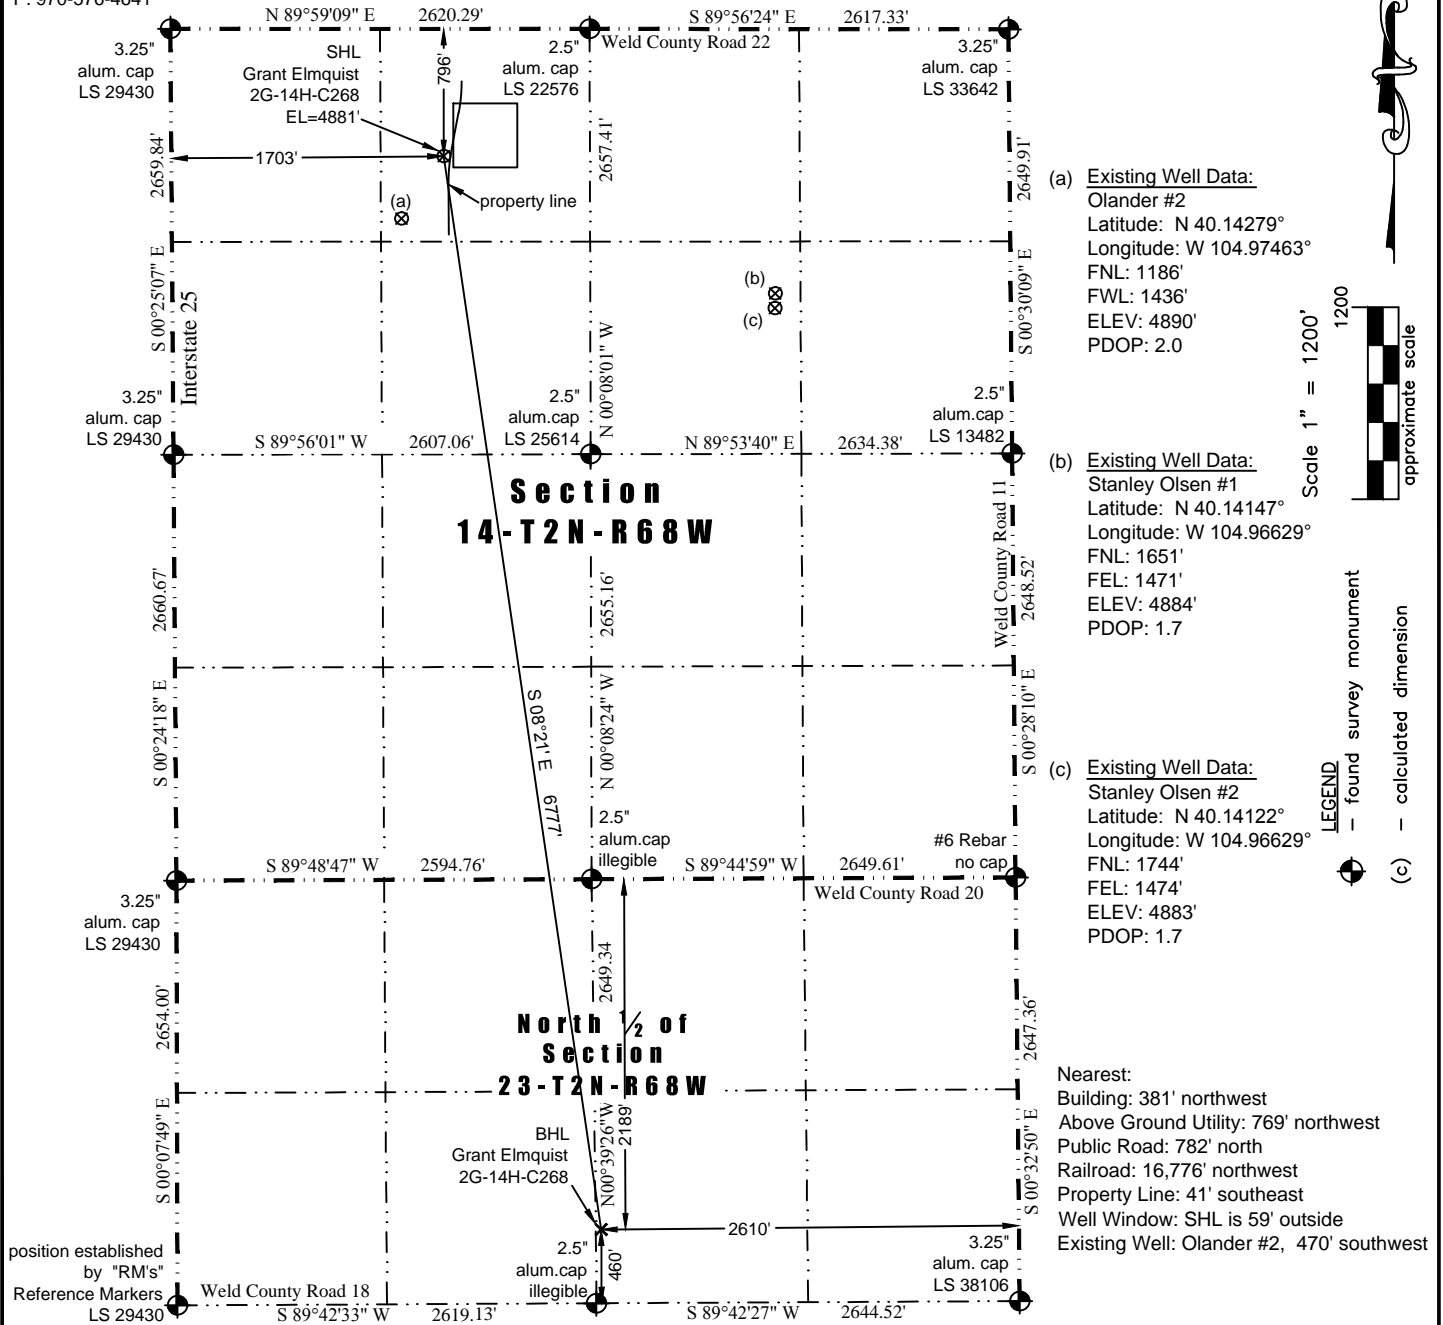 N 89°59'09" E 2620.29' S 89°56'24" E 2617.33'
Weld County Road 22
3.25"
alum. cap
LS 29430
SHL
Grant Elmquist
2G-14H-C268
EL=4881'
796'
2.5"
alum. cap
LS 22576
3.25"
alum. cap
LS 33642
1703'
property line
(a)
(b)
(c)
2659.84'
S 00°25'07" E
Interstate 25
2657.41'
N 00°08'01" W
2649.91'
S 00°30'09" E
3.25"
alum. cap
LS 29430
2.5"
alum.cap
LS 25614
2.5"
alum.cap
LS 13482
S 89°56'01" W 2607.06' N 89°53'40" E 2634.38'
Section
14-T2N-R68W
2660.67'
S 00°24'18" E
2655.16'
N 00°08'24" W
Weld County Road 11
2648.52'
S 00°28'10" E
S 08°21' E 6777'
2.5"
alum.cap
illegible
#6 Rebar
no cap
S 89°48'47" W 2594.76' S 89°44'59" W 2649.61'
Weld County Road 20
3.25"
alum. cap
LS 29430
2654.00'
S 00°07'49" E
2649.34
N00°39'26"W
2189'
2647.36'
S 00°32'50" E
North 1/2 of
Section
23-T2N-R68W
BHL
Grant Elmquist
2G-14H-C268
2610'
460'
2.5"
alum.cap
illegible
3.25"
alum. cap
LS 38106
position established
by "RM's"
Reference Markers
LS 29430
Weld County Road 18
S 89°42'33" W 2619.13' S 89°42'27" W 2644.52'
(a) Existing Well Data:
Olander #2
Latitude: N 40.14279°
Longitude: W 104.97463°
FNL: 1186'
FWL: 1436'
ELEV: 4890'
PDOP: 2.0
(b) Existing Well Data:
Stanley Olsen #1
Latitude: N 40.14147°
Longitude: W 104.96629°
FNL: 1651'
FEL: 1471'
ELEV: 4884'
PDOP: 1.7
(c) Existing Well Data:
Stanley Olsen #2
Latitude: N 40.14122°
Longitude: W 104.96629°
FNL: 1744'
FEL: 1474'
ELEV: 4883'
PDOP: 1.7
Scale 1" = 1200'
1200
approximate scale
LEGEND
– found survey monument
(c) – calculated dimension
Nearest:
Building: 381' northwest
Above Ground Utility: 769' northwest
Public Road: 782' north
Railroad: 16,776' northwest
Property Line: 41' southeast
Well Window: SHL is 59' outside
Existing Well: Olander #2, 470' southwest